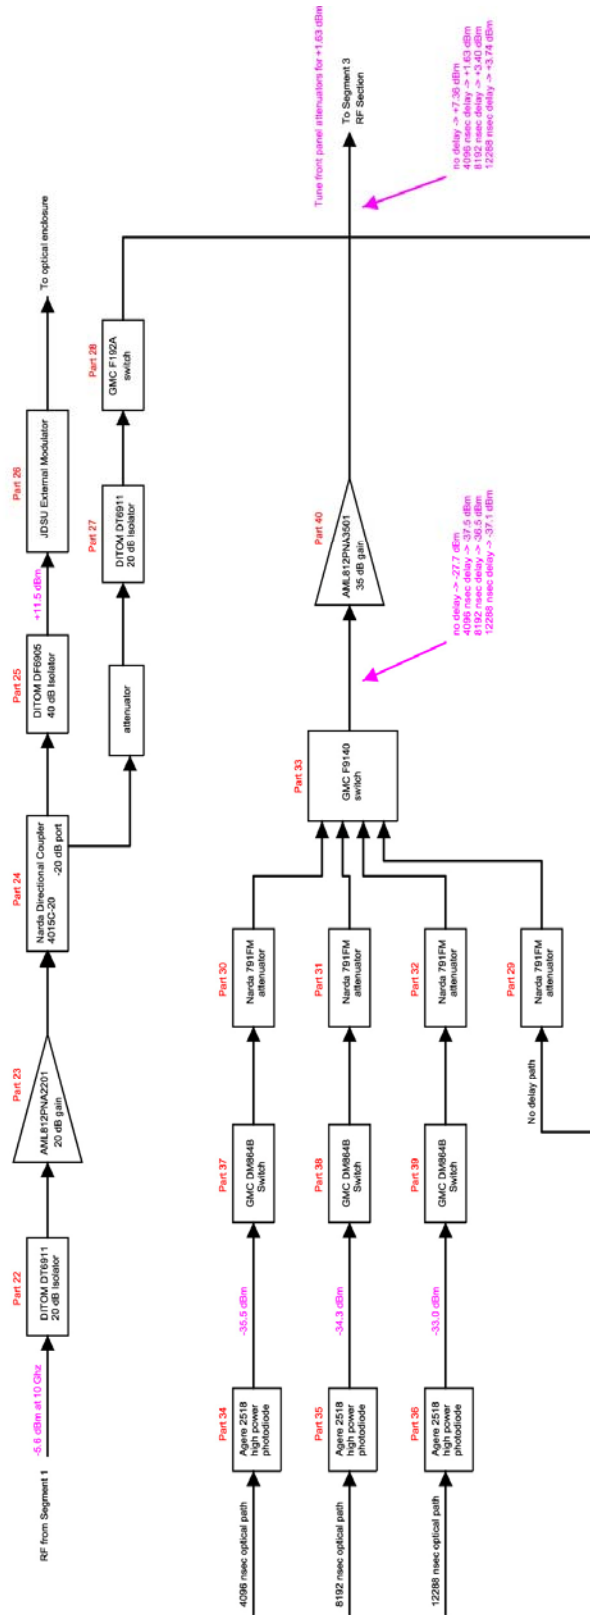 RF from Segment 1
-5.6 dBm at 10 Ghz
Part 22
DITOM DT6911
20 dB Isolator
Part 23
AML812PNA2201
20 dB gain
Part 24
Narda Directional Coupler
4015C-20
-20 dB port
Part 25
DITOM DF6905
40 dB Isolator
+11.5 dBm
Part 26
JDSU External Modulator
To optical enclosure
attenuator
Part 27
DITOM DT6911
20 dB Isolator
Part 28
GMC F192A
switch
4096 nsec optical path
Part 34
Agere 2518
high power
photodiode
-35.5 dBm
Part 37
GMC DM864B
Switch
Part 30
Narda 791FM
attenuator
8192 nsec optical path
Part 35
Agere 2518
high power
photodiode
-34.3 dBm
Part 38
GMC DM864B
Switch
Part 31
Narda 791FM
attenuator
12288 nsec optical path
Part 36
Agere 2518
high power
photodiode
-33.0 dBm
Part 39
GMC DM864B
Switch
Part 32
Narda 791FM
attenuator
No delay path
Part 29
Narda 791FM
attenuator
Part 33
GMC F9140
switch
no delay -> -27.7 dBm
4096 nsec delay -> -37.5 dBm
8192 nsec delay -> -36.5 dBm
12288 nsec delay -> -37.1 dBm
Part 40
AML812PNA3501
35 dB gain
Tune front panel attenuators for +1.63 dBm
To Segment 3
RF Section
no delay -> +7.36 dBm
4096 nsec delay -> +1.63 dBm
8192 nsec delay -> +3.40 dBm
12288 nsec delay -> +3.74 dBm